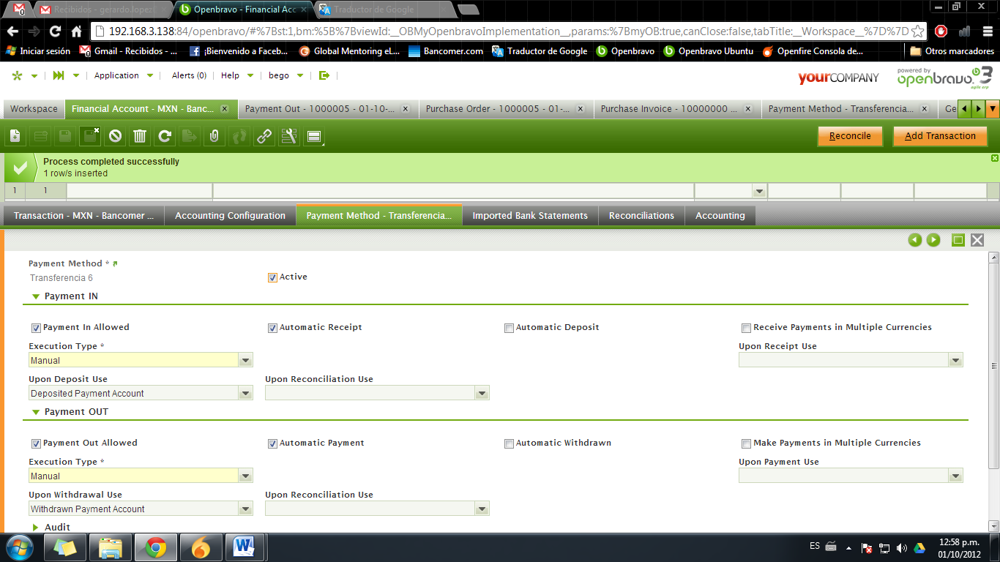 0
Recibidos - gerardo.lopez
Openbravo - Financial Acc
Traductor de Google
192.168.3.138:84/openbravo/#%7Bst:1,bm:%5B%7BviewId:__OBMyOpenbravoImplementation__,params:%7BmyOB:true,canClose:false,tabTitle:__Workspace__%7D%7D
Iniciar sesión
Gmail - Recibidos - ...
¡Bienvenido a Faceb...
Global Mentoring eL...
Bancomer.com
Traductor de Google
Openbravo
Openbravo Ubuntu
Openfire Consola de...
Otros marcadores
Application
Alerts (0)
Help
bego
yourCOMPANY
powered by
openbravo 3
agile erp
Workspace
Financial Account - MXN - Banc...
Payment Out - 1000005 - 01-10-...
Purchase Order - 1000005 - 01-...
Purchase Invoice - 10000000 ...
Payment Method - Transferencia...
Ge
Reconcile
Add Transaction
Process completed successfully
1 row/s inserted
1
1
Transaction - MXN - Bancomer ...
Accounting Configuration
Payment Method - Transferencia...
Imported Bank Statements
Reconciliations
Accounting
Payment Method *
Transferencia 6
Active
Payment IN
Payment In Allowed
Automatic Receipt
Automatic Deposit
Receive Payments in Multiple Currencies
Execution Type *
Upon Receipt Use
Manual
Upon Deposit Use
Upon Reconciliation Use
Deposited Payment Account
Payment OUT
Payment Out Allowed
Automatic Payment
Automatic Withdrawn
Make Payments in Multiple Currencies
Execution Type *
Upon Payment Use
Manual
Upon Withdrawal Use
Upon Reconciliation Use
Withdrawn Payment Account
Audit
ES
12:58 p.m.
01/10/2012